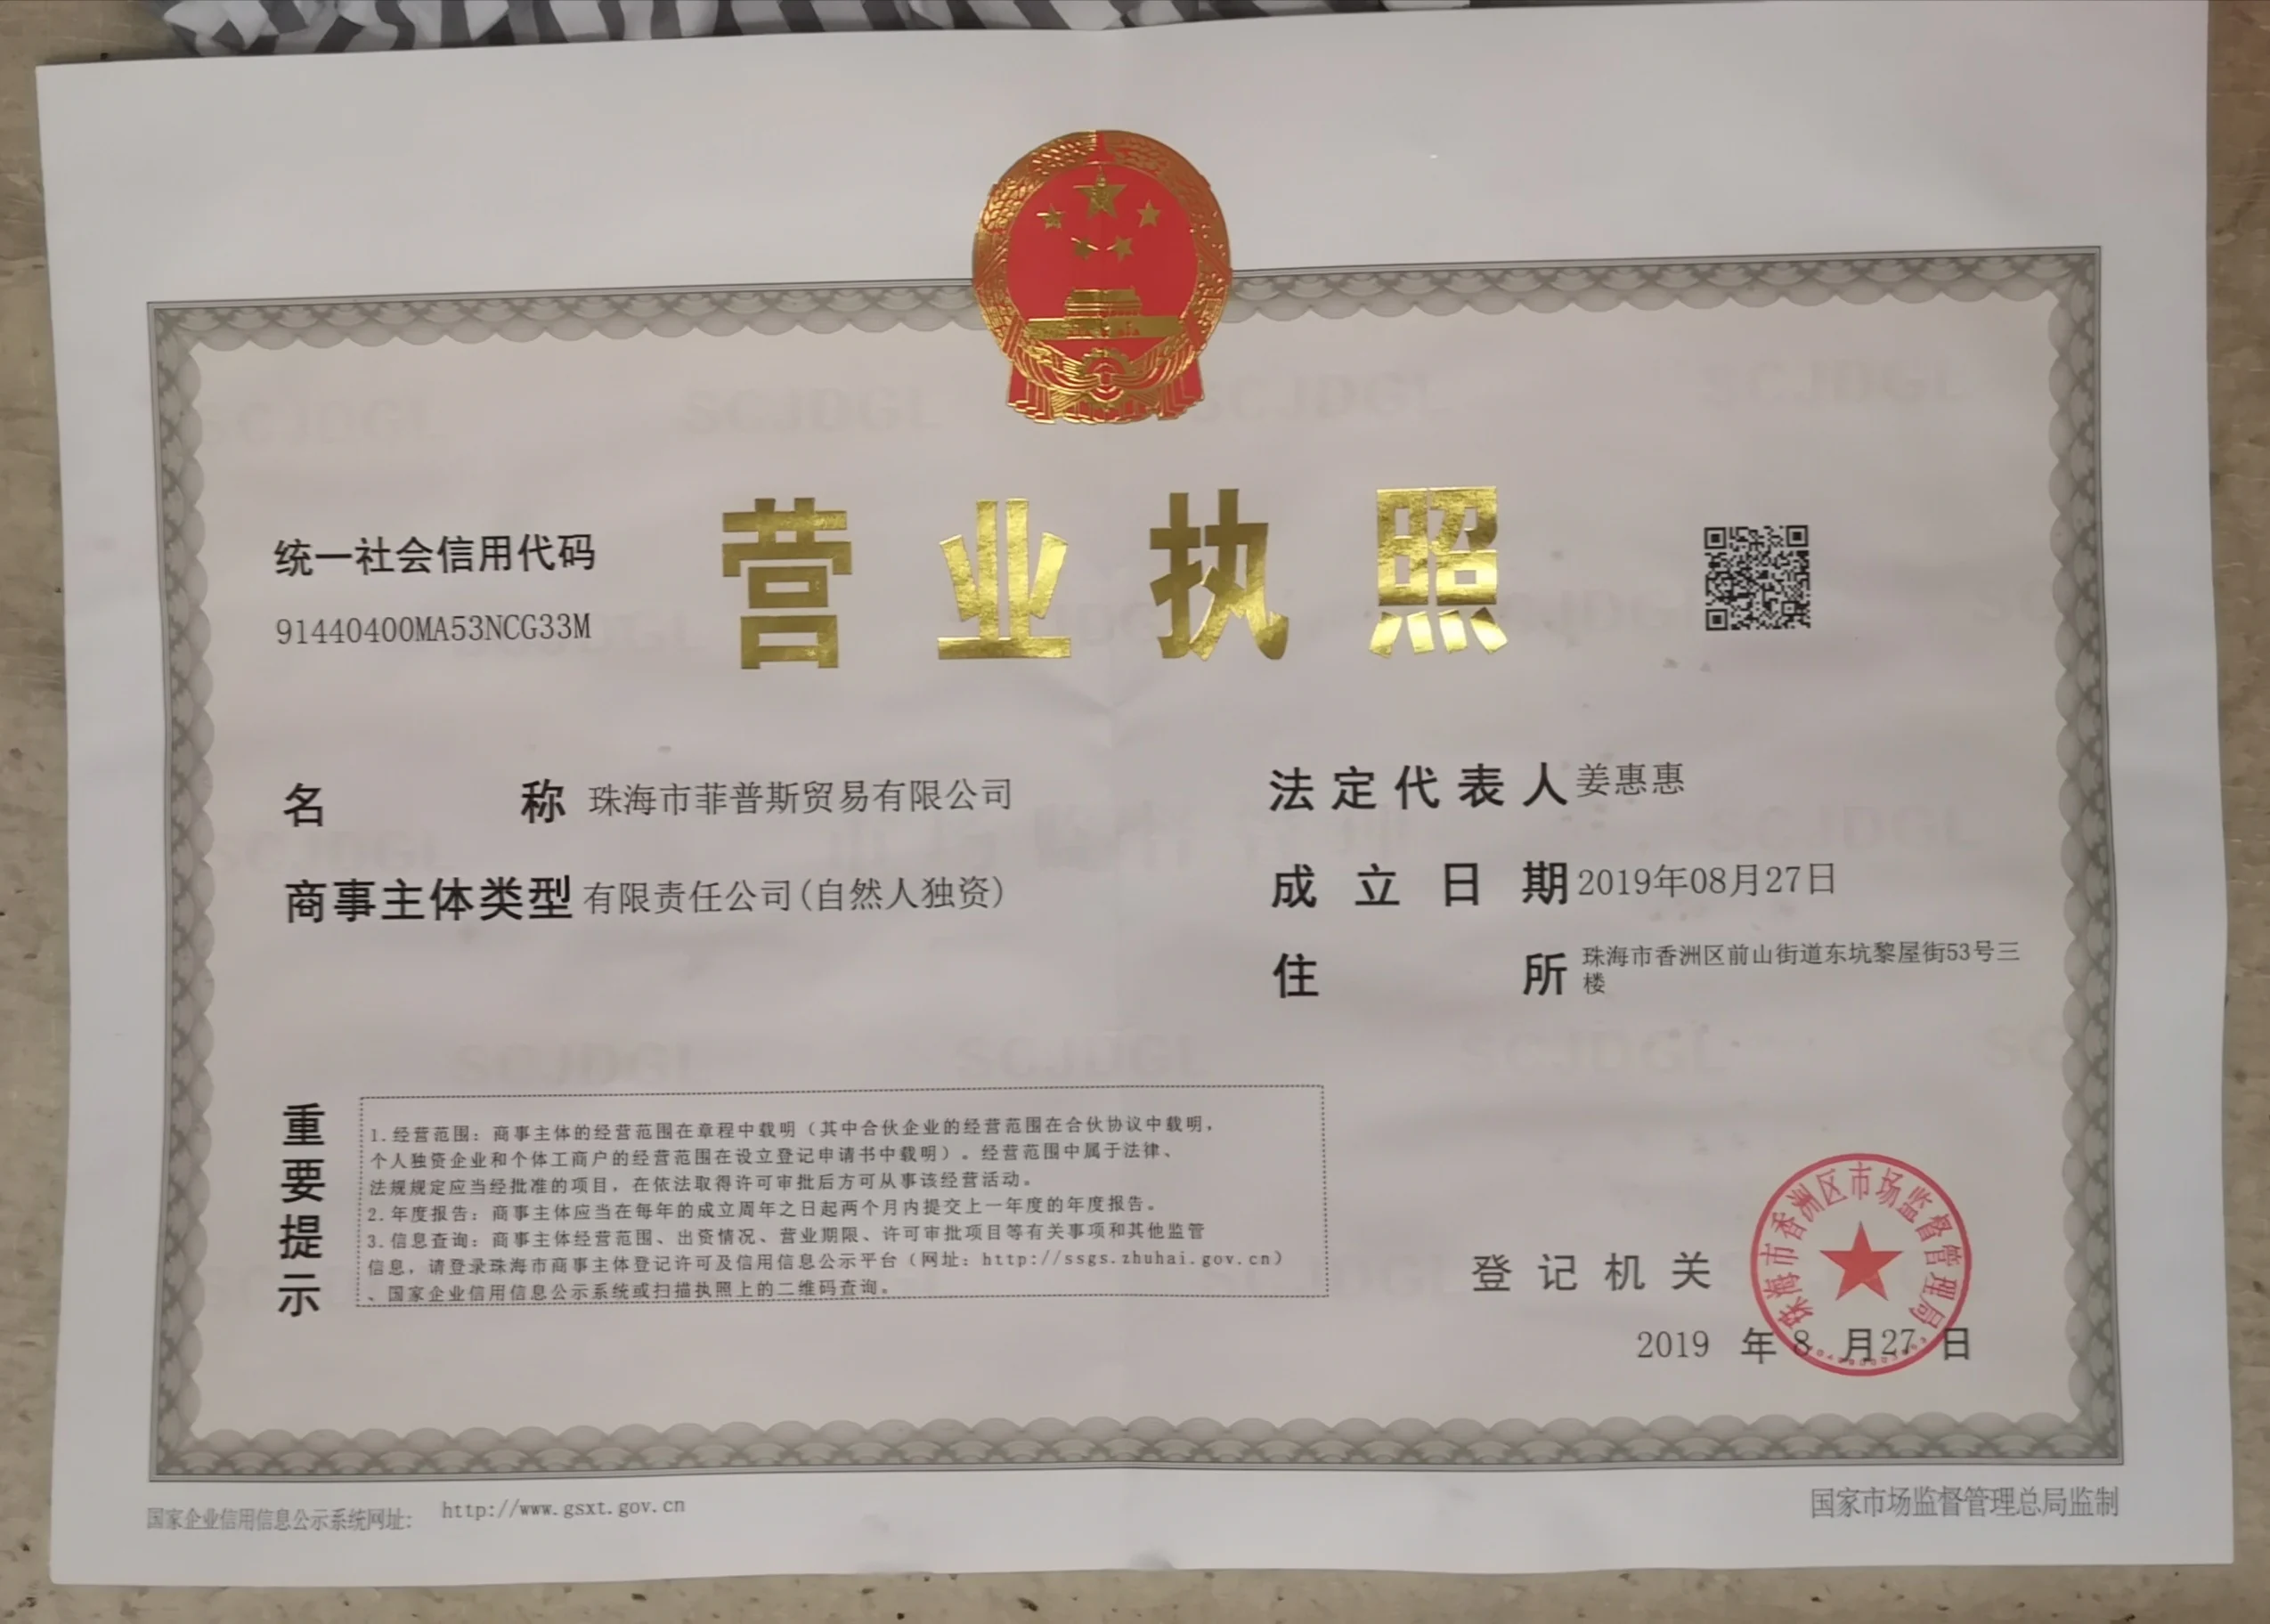 营业执照
统一社会信用代码
91440400MA53NCG33M
名称 珠海市菲普斯贸易有限公司
商事主体类型 有限责任公司(自然人独资)
法定代表人 姜惠惠
成立日期 2019年08月27日
住所 珠海市香洲区前山街道东坑黎屋街53号三
楼
重要提示
1.经营范围：商事主体的经营范围在章程中载明（其中合伙企业的经营范围在合伙协议中载明，
个人独资企业和个体工商户的经营范围在设立登记申请书中载明）。经营范围中属于法律、
法规规定应当经批准的项目，在依法取得许可审批后方可从事该经营活动。
2.年度报告：商事主体应当在每年的成立周年之日起两个月内提交上一年度的年度报告。
3.信息查询：商事主体经营范围、出资情况、营业期限、许可审批项目等有关事项和其他监管
信息，请登录珠海市商事主体登记许可及信用信息公示平台（网址：http://ssgs.zhuhai.gov.cn）
、国家企业信用信息公示系统或扫描执照上的二维码查询。
登记机关
珠海市香洲区市场监督管理局
2019 年 8 月 27 日
国家企业信用信息公示系统网址： http://www.gsxt.gov.cn
国家市场监督管理总局监制